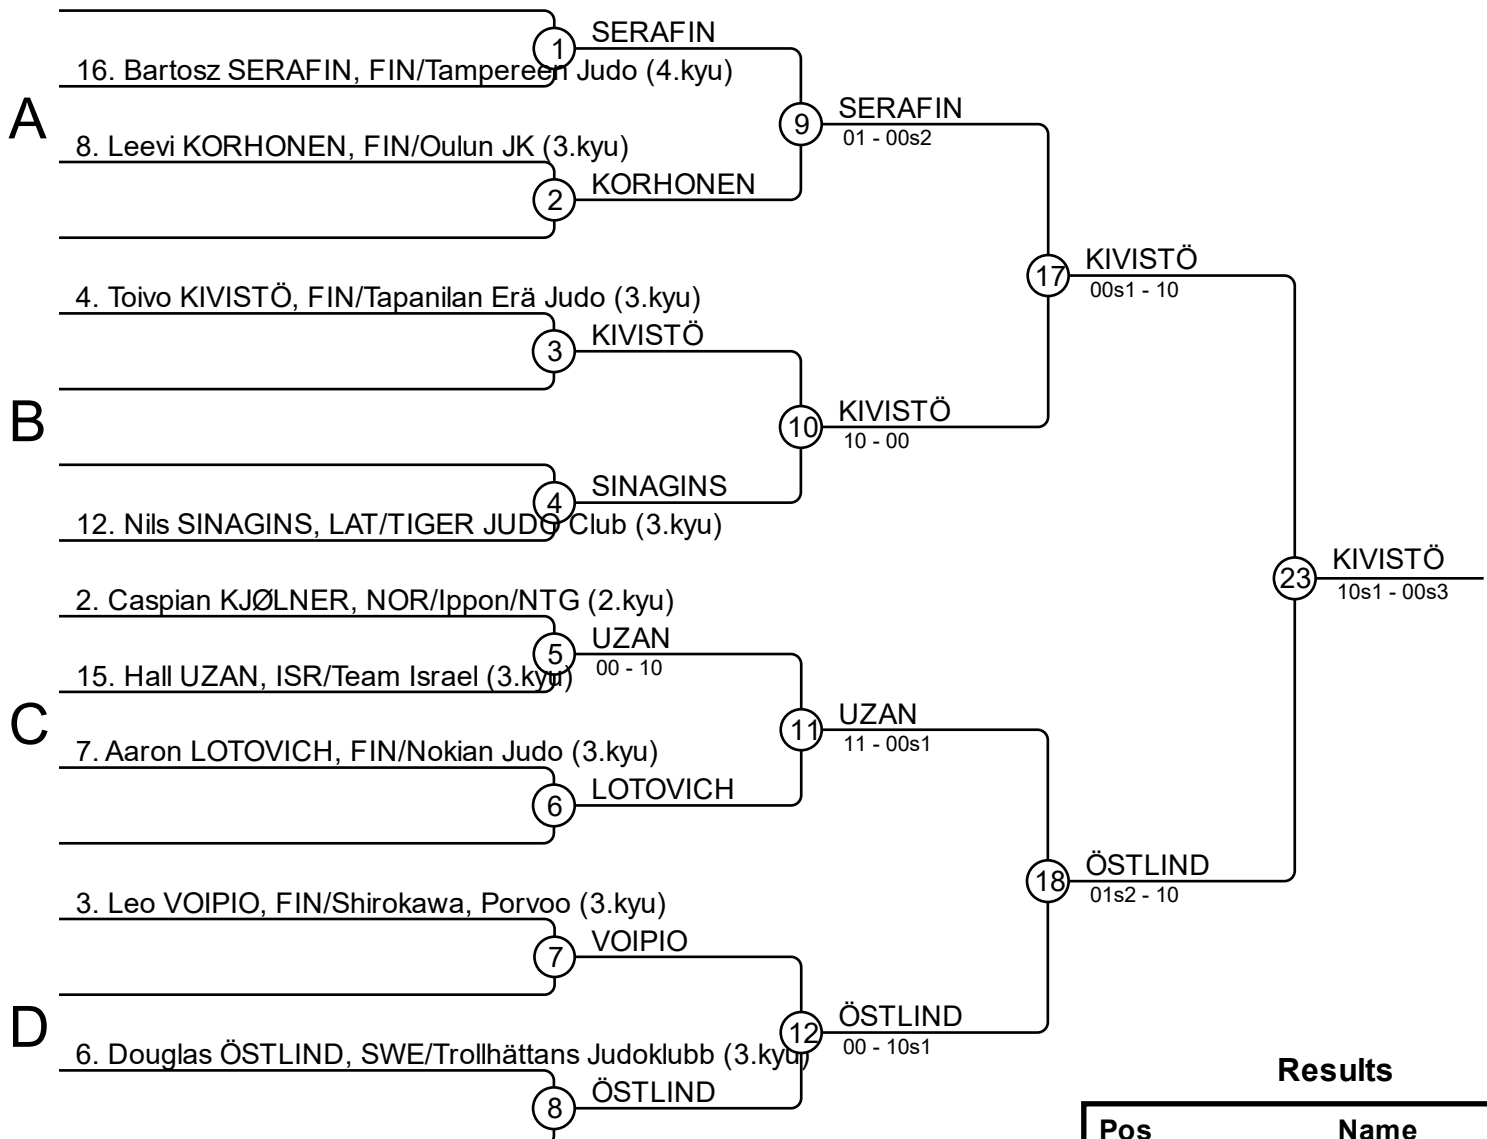 SERAFIN
1
16. Bartosz SERAFIN, FIN/Tampereen Judo (4.kyu)
A
SERAFIN
9
01 - 00s2
8. Leevi KORHONEN, FIN/Oulun JK (3.kyu)
KORHONEN
2
KIVISTÖ
17
00s1 - 10
4. Toivo KIVISTÖ, FIN/Tapanilan Erä Judo (3.kyu)
KIVISTÖ
3
B
KIVISTÖ
10
10 - 00
SINAGINS
4
12. Nils SINAGINS, LAT/TIGER JUDO Club (3.kyu)
KIVISTÖ
23
10s1 - 00s3
2. Caspian KJØLNER, NOR/Ippon/NTG (2.kyu)
UZAN
5
00 - 10
15. Hall UZAN, ISR/Team Israel (3.kyu)
C
UZAN
11
11 - 00s1
7. Aaron LOTOVICH, FIN/Nokian Judo (3.kyu)
LOTOVICH
6
ÖSTLIND
18
01s2 - 10
3. Leo VOIPIO, FIN/Shirokawa, Porvoo (3.kyu)
VOIPIO
7
D
ÖSTLIND
12
00 - 10s1
6. Douglas ÖSTLIND, SWE/Trollhättans Judoklubb (3.kyu)
ÖSTLIND
8
Results
Pos Name